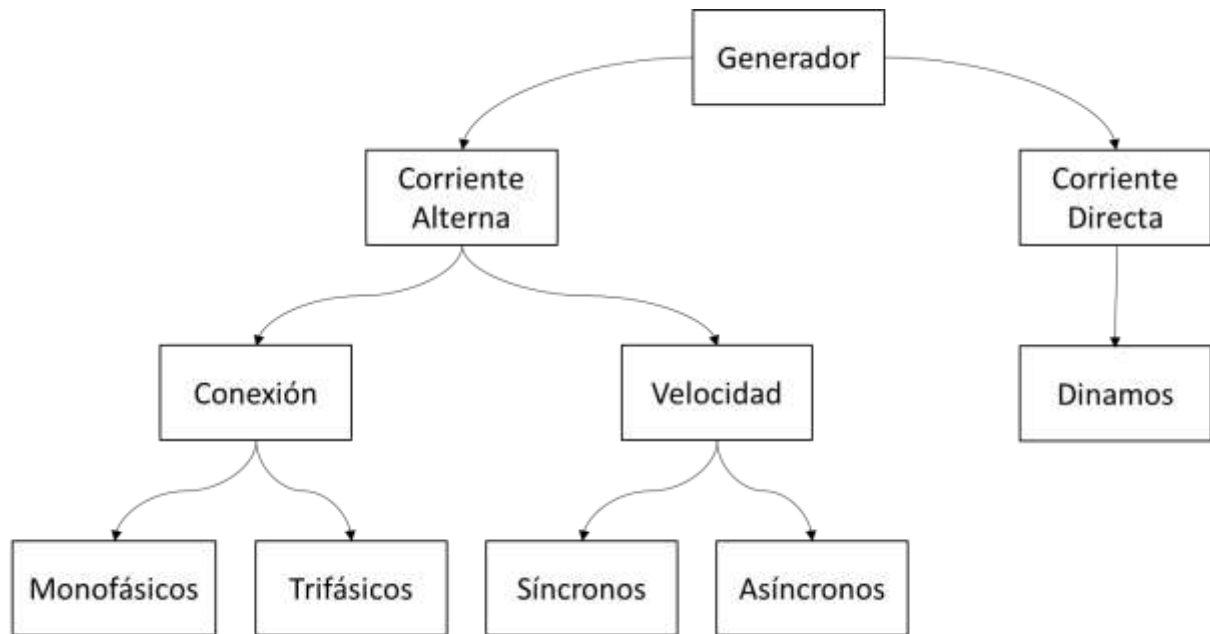 Generador
Corriente
Alterna
Corriente
Directa
Conexión
Velocidad
Dinamos
Monofásicos
Trifásicos
Síncronos
Asíncronos